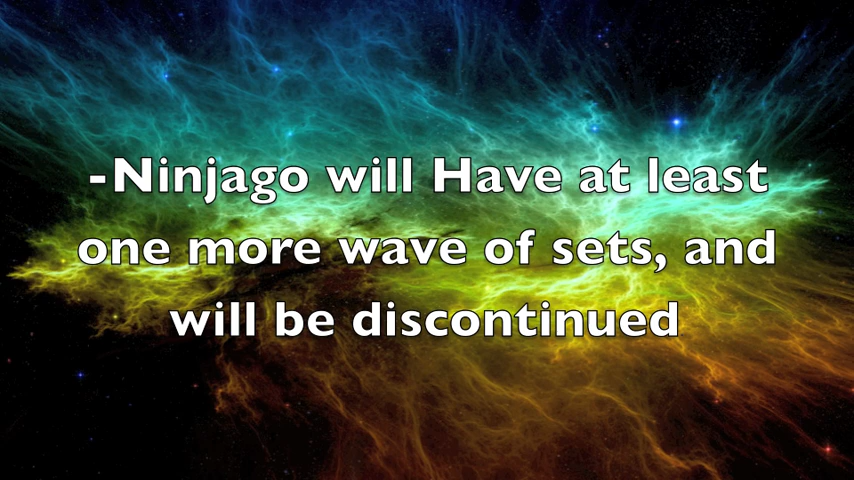 -Ninjago will Have at least
one more wave of sets, and
will be discontinued